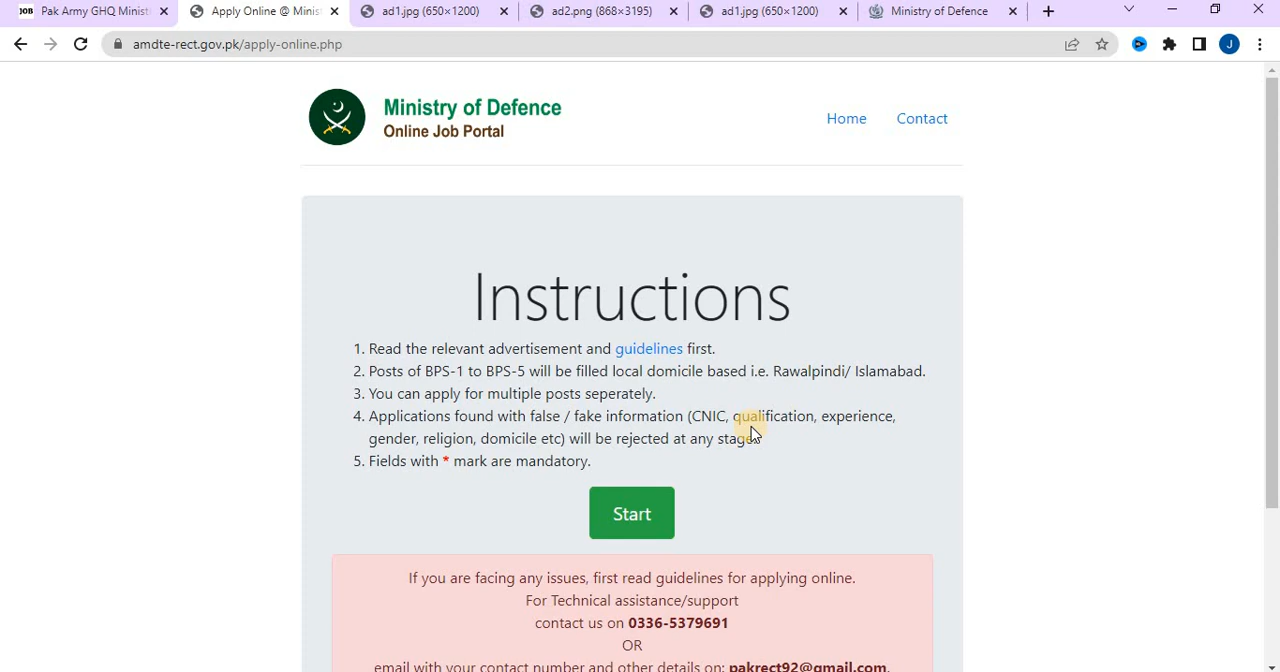 Pak Army GHQ Minist
Apply Online @ Minis
ad1.jpg (650×1200)
ad2.png (868×3195)
ad1.jpg (650×1200)
Ministry of Defence
amdte-rect.gov.pk/apply-online.php
J
Ministry of Defence
Online Job Portal
Home
Contact
Instructions
1. Read the relevant advertisement and guidelines first.
2. Posts of BPS-1 to BPS-5 will be filled local domicile based i.e. Rawalpindi/ Islamabad.
3. You can apply for multiple posts seperately.
4. Applications found with false / fake information (CNIC, qualification, experience,
gender, religion, domicile etc) will be rejected at any stage.
5. Fields with * mark are mandatory.
Start
If you are facing any issues, first read guidelines for applying online.
For Technical assistance/support
contact us on 0336-5379691
OR
email with your contact number and other details on: pakrect92@gmail.com.